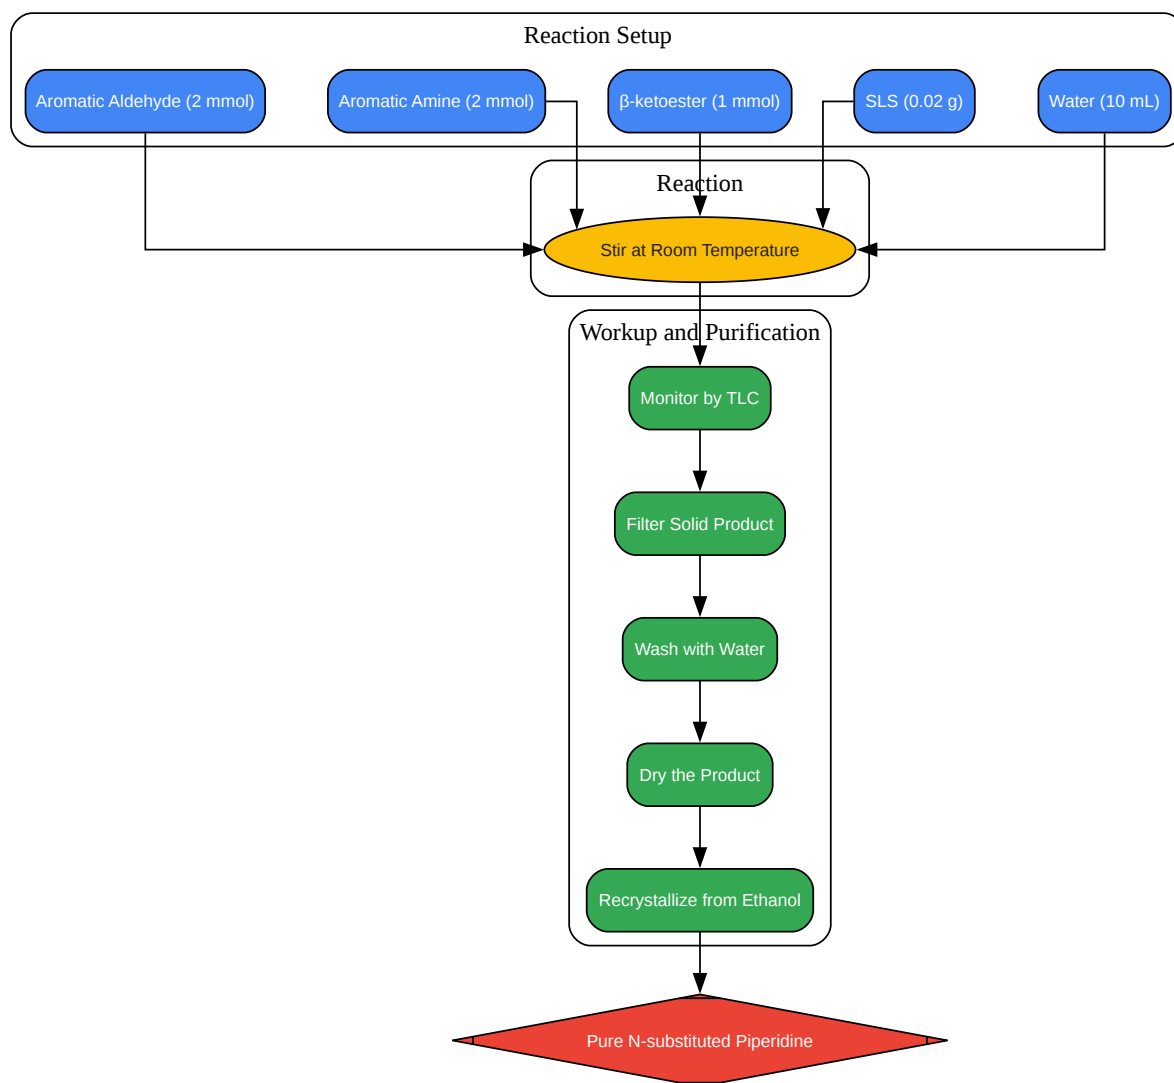 Reaction Setup
Aromatic Aldehyde (2 mmol)
Aromatic Amine (2 mmol)
β-ketoester (1 mmol)
SLS (0.02 g)
Water (10 mL)
Reaction
Stir at Room Temperature
Workup and Purification
Monitor by TLC
Filter Solid Product
Wash with Water
Dry the Product
Recrystallize from Ethanol
Pure N-substituted Piperidine